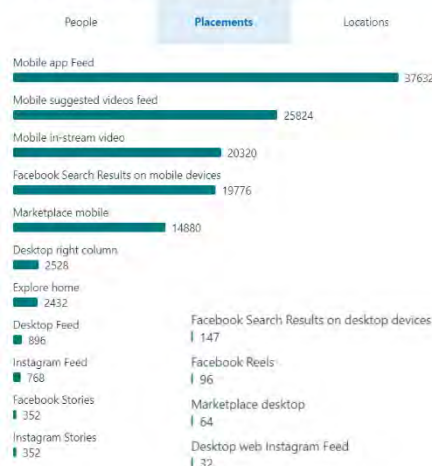 People Placements Locations
Mobile app Feed
37632
Mobile suggested videos feed
25824
Mobile in-stream video
20320
Facebook Search Results on mobile devices
19776
Marketplace mobile
14880
Desktop right column
2528
Explore home
2432
Desktop Feed
896
Instagram Feed
768
Facebook Stories
352
Instagram Stories
352
Facebook Search Results on desktop devices
147
Facebook Reels
96
Marketplace desktop
64
Desktop web Instagram Feed
32